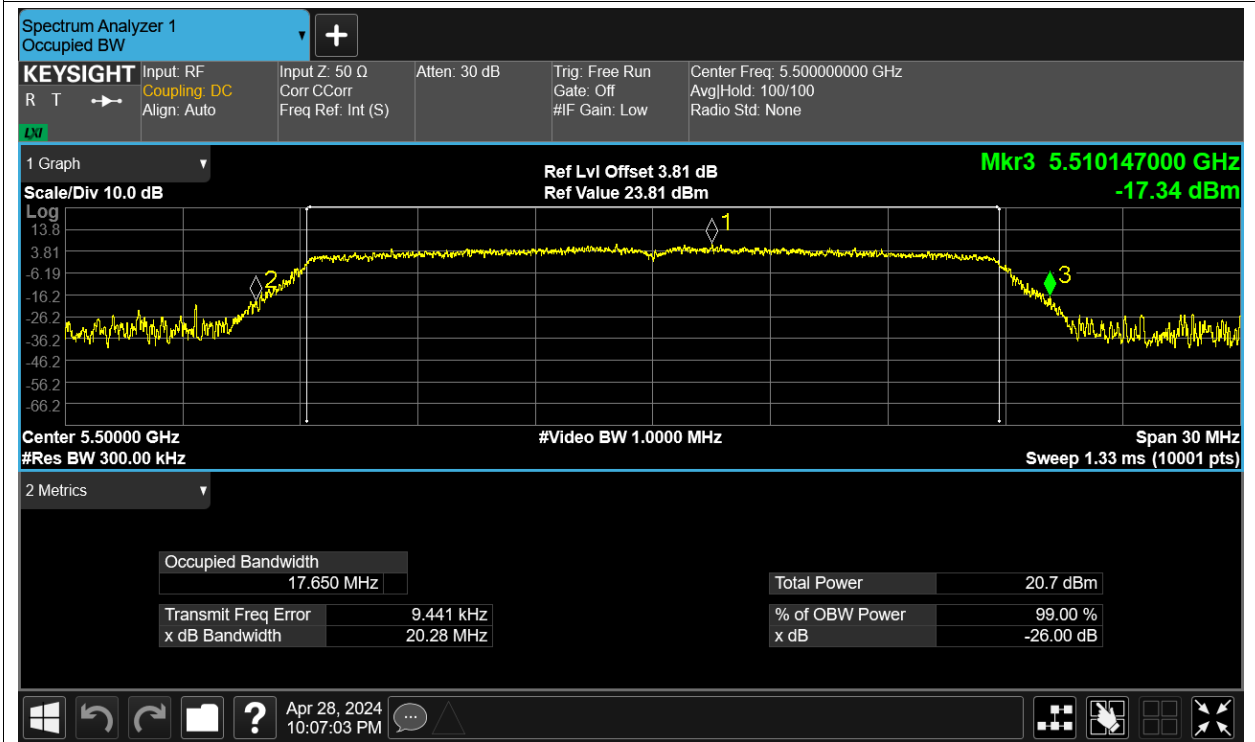 Spectrum Analyzer 1
Occupied BW
KEYSIGHT
R T
LXI
Input: RF
Coupling: DC
Align: Auto
Input Z: 50 Ω
Corr CCorr
Freq Ref: Int (S)
Atten: 30 dB
Trig: Free Run
Gate: Off
#IF Gain: Low
Center Freq: 5.500000000 GHz
Avg|Hold: 100/100
Radio Std: None
1 Graph
Scale/Div 10.0 dB
Ref Lvl Offset 3.81 dB
Ref Value 23.81 dBm
Mkr3 5.510147000 GHz
-17.34 dBm
Log
13.8
3.81
-6.19
-16.2
-26.2
-36.2
-46.2
-56.2
-66.2
1
2
3
Center 5.50000 GHz
#Res BW 300.00 kHz
#Video BW 1.0000 MHz
Span 30 MHz
Sweep 1.33 ms (10001 pts)
2 Metrics
Occupied Bandwidth
17.650 MHz
Transmit Freq Error 9.441 kHz
x dB Bandwidth 20.28 MHz
Total Power 20.7 dBm
% of OBW Power 99.00 %
x dB -26.00 dB
?
Apr 28, 2024
10:07:03 PM